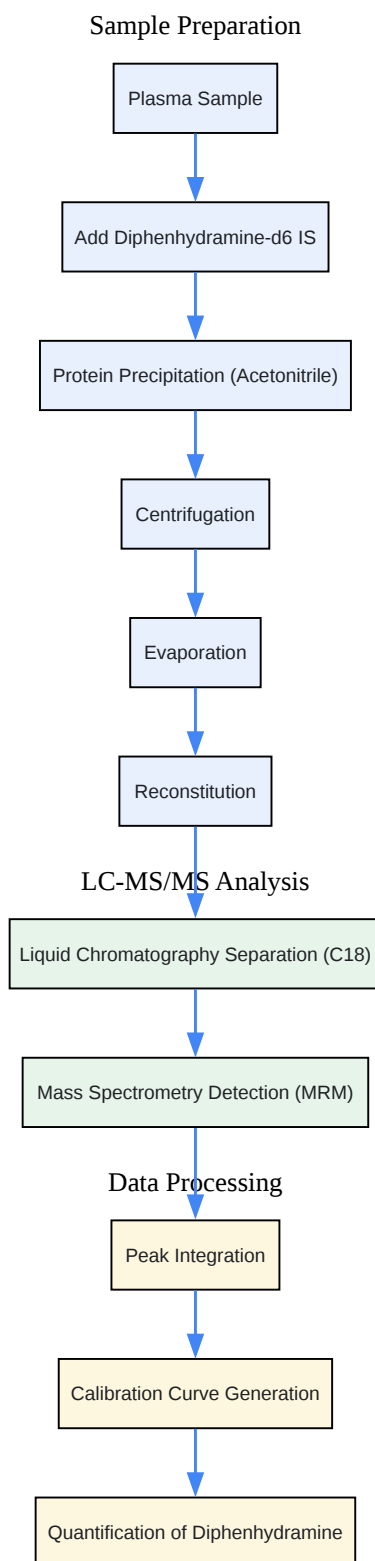 Sample Preparation
Plasma Sample
Add Diphenhydramine-d6 IS
Protein Precipitation (Acetonitrile)
Centrifugation
Evaporation
Reconstitution
LC-MS/MS Analysis
Liquid Chromatography Separation (C18)
Mass Spectrometry Detection (MRM)
Data Processing
Peak Integration
Calibration Curve Generation
Quantification of Diphenhydramine